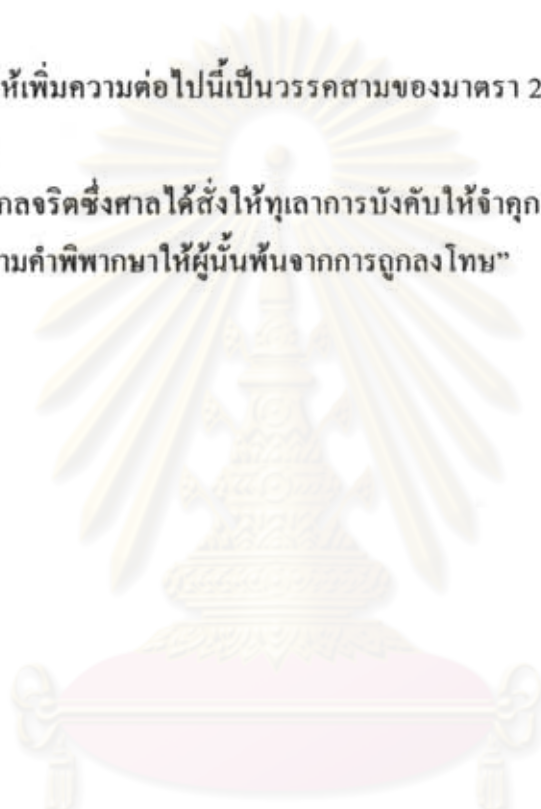 ห้เพิ่มความต่อไปนี้เป็นวรรคสามของมาตรา 2
กลจริตซึ่งศาลได้สั่งให้ทุเลาการบังคับให้จำคุก
ามคำพิพากษาให้ผู้นั้นพ้นจากการถูกลงโทษ”